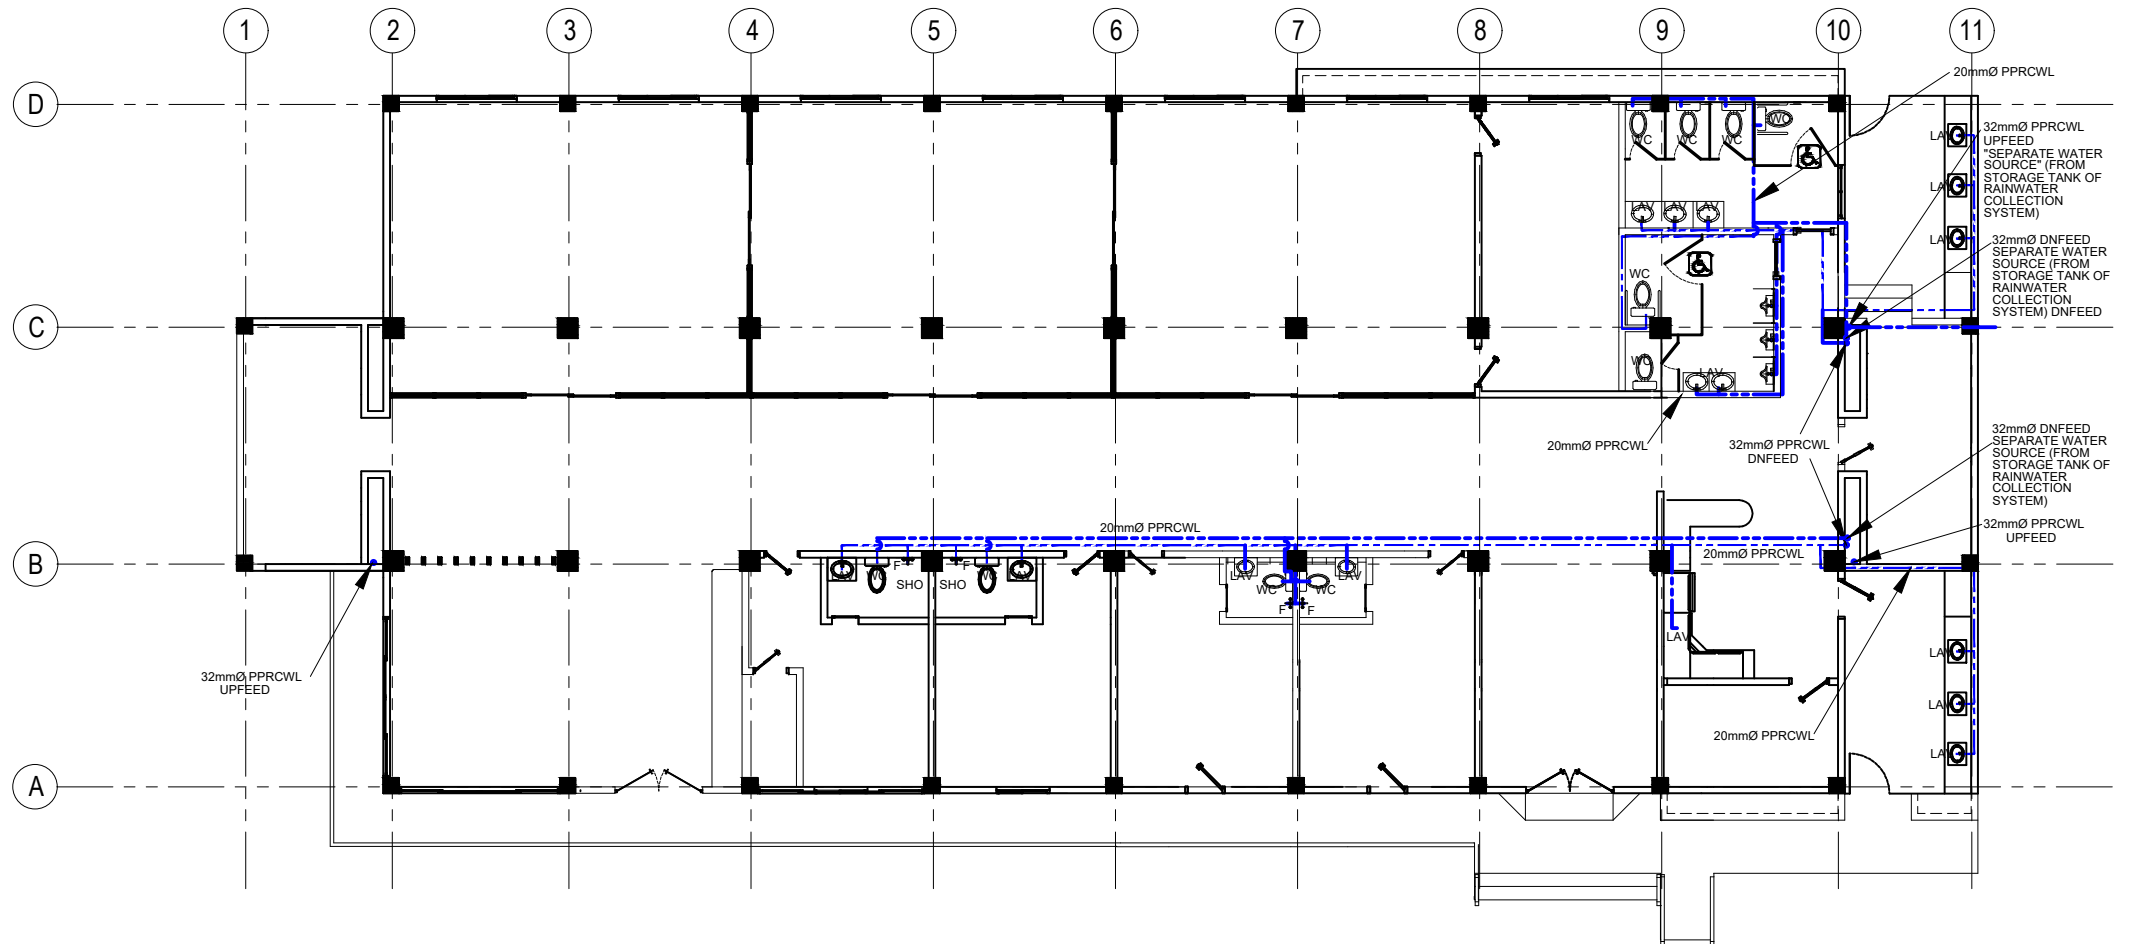 1 2 3 4 5 6 7 8 9 10 11
D
20mmØ PPRCWL
WC
WC WC WC
LAV
32mmØ PPRCWL
UPFEED
"SEPARATE WATER
SOURCE" (FROM
STORAGE TANK OF
RAINWATER
COLLECTION
SYSTEM)
LAV
LAV LAV LAV
LAV
32mmØ DNFEED
SEPARATE WATER
SOURCE (FROM
STORAGE TANK OF
RAINWATER
COLLECTION
SYSTEM) DNFEED
WC
C
WC
LAV
20mmØ PPRCWL
32mmØ PPRCWL
DNFEED
32mmØ DNFEED
SEPARATE WATER
SOURCE (FROM
STORAGE TANK OF
RAINWATER
COLLECTION
SYSTEM)
32mmØ PPRCWL
UPFEED
20mmØ PPRCWL
20mmØ PPRCWL
B
LAV WC F F WC LAV
SHO SHO
LAV LAV
WC WC
F F
LAV
LAV
32mmØ PPRCWL
UPFEED
LAV
20mmØ PPRCWL
LAV
A